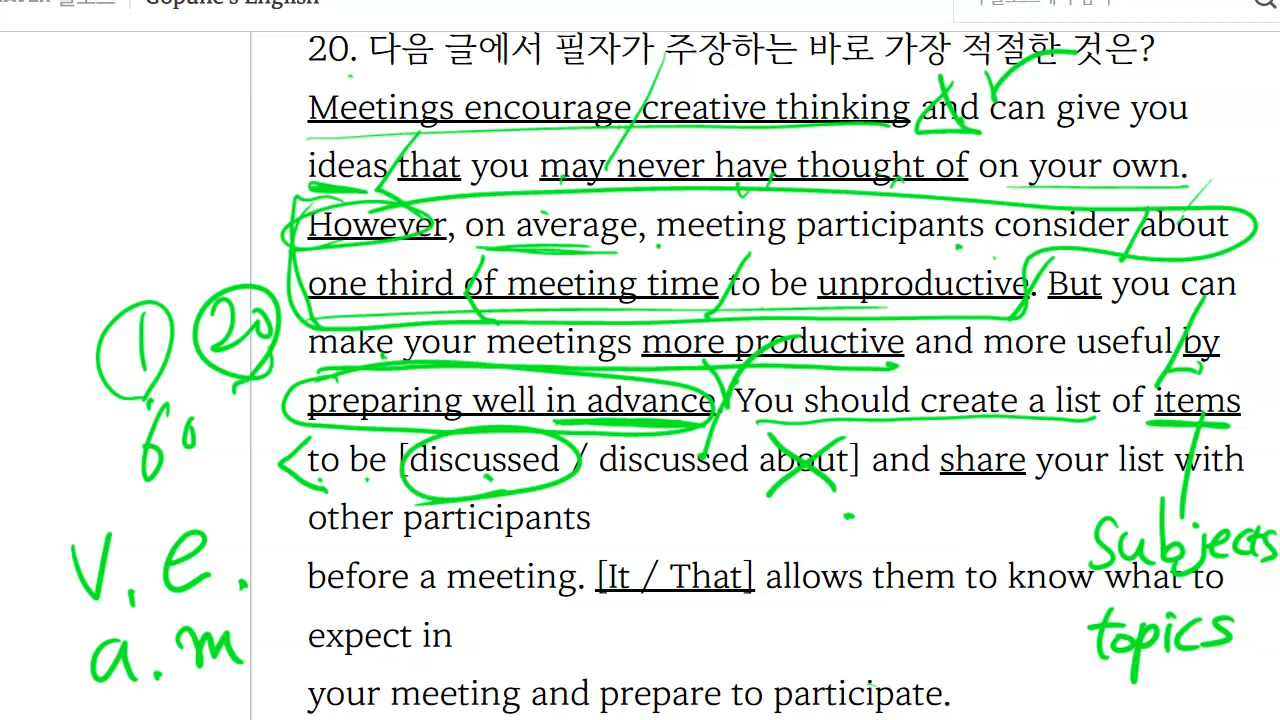 Gopune's English
20. 다음 글에서 필자가 주장하는 바로 가장 적절한 것은?
Meetings encourage creative thinking and can give you
ideas that you may never have thought of on your own.
However, on average, meeting participants consider about
one third of meeting time to be unproductive. But you can
make your meetings more productive and more useful by
preparing well in advance. You should create a list of items
to be [discussed / discussed about] and share your list with
other participants
before a meeting. [It / That] allows them to know what to
expect in
your meeting and prepare to participate.
1 20
60
v. e.
a. m
subjects
topics